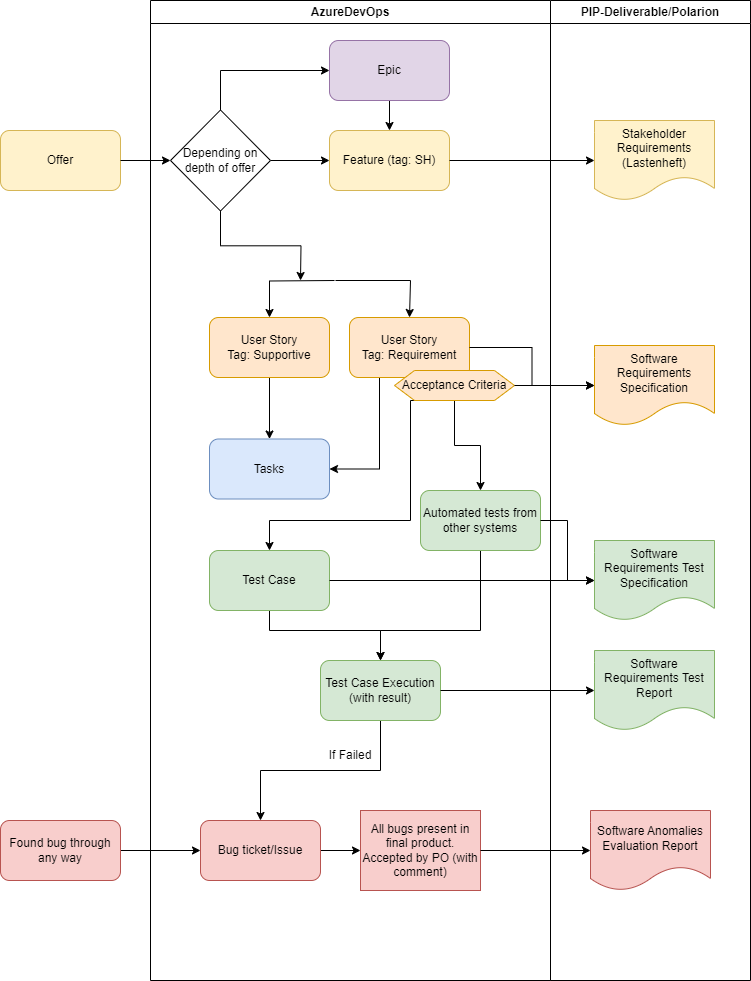 AzureDevOps
PIP-Deliverable/Polarion
Epic
Offer
Depending on
depth of offer
Feature (tag: SH)
Stakeholder
Requirements
(Lastenheft)
User Story
Tag: Supportive
User Story
Tag: Requirement
Acceptance Criteria
Software
Requirements
Specification
Tasks
Automated tests from
other systems
Test Case
Software
Requirements Test
Specification
Test Case Execution
(with result)
Software
Requirements Test
Report
If Failed
Found bug through
any way
Bug ticket/Issue
All bugs present in
final product.
Accepted by PO (with
comment)
Software Anomalies
Evaluation Report